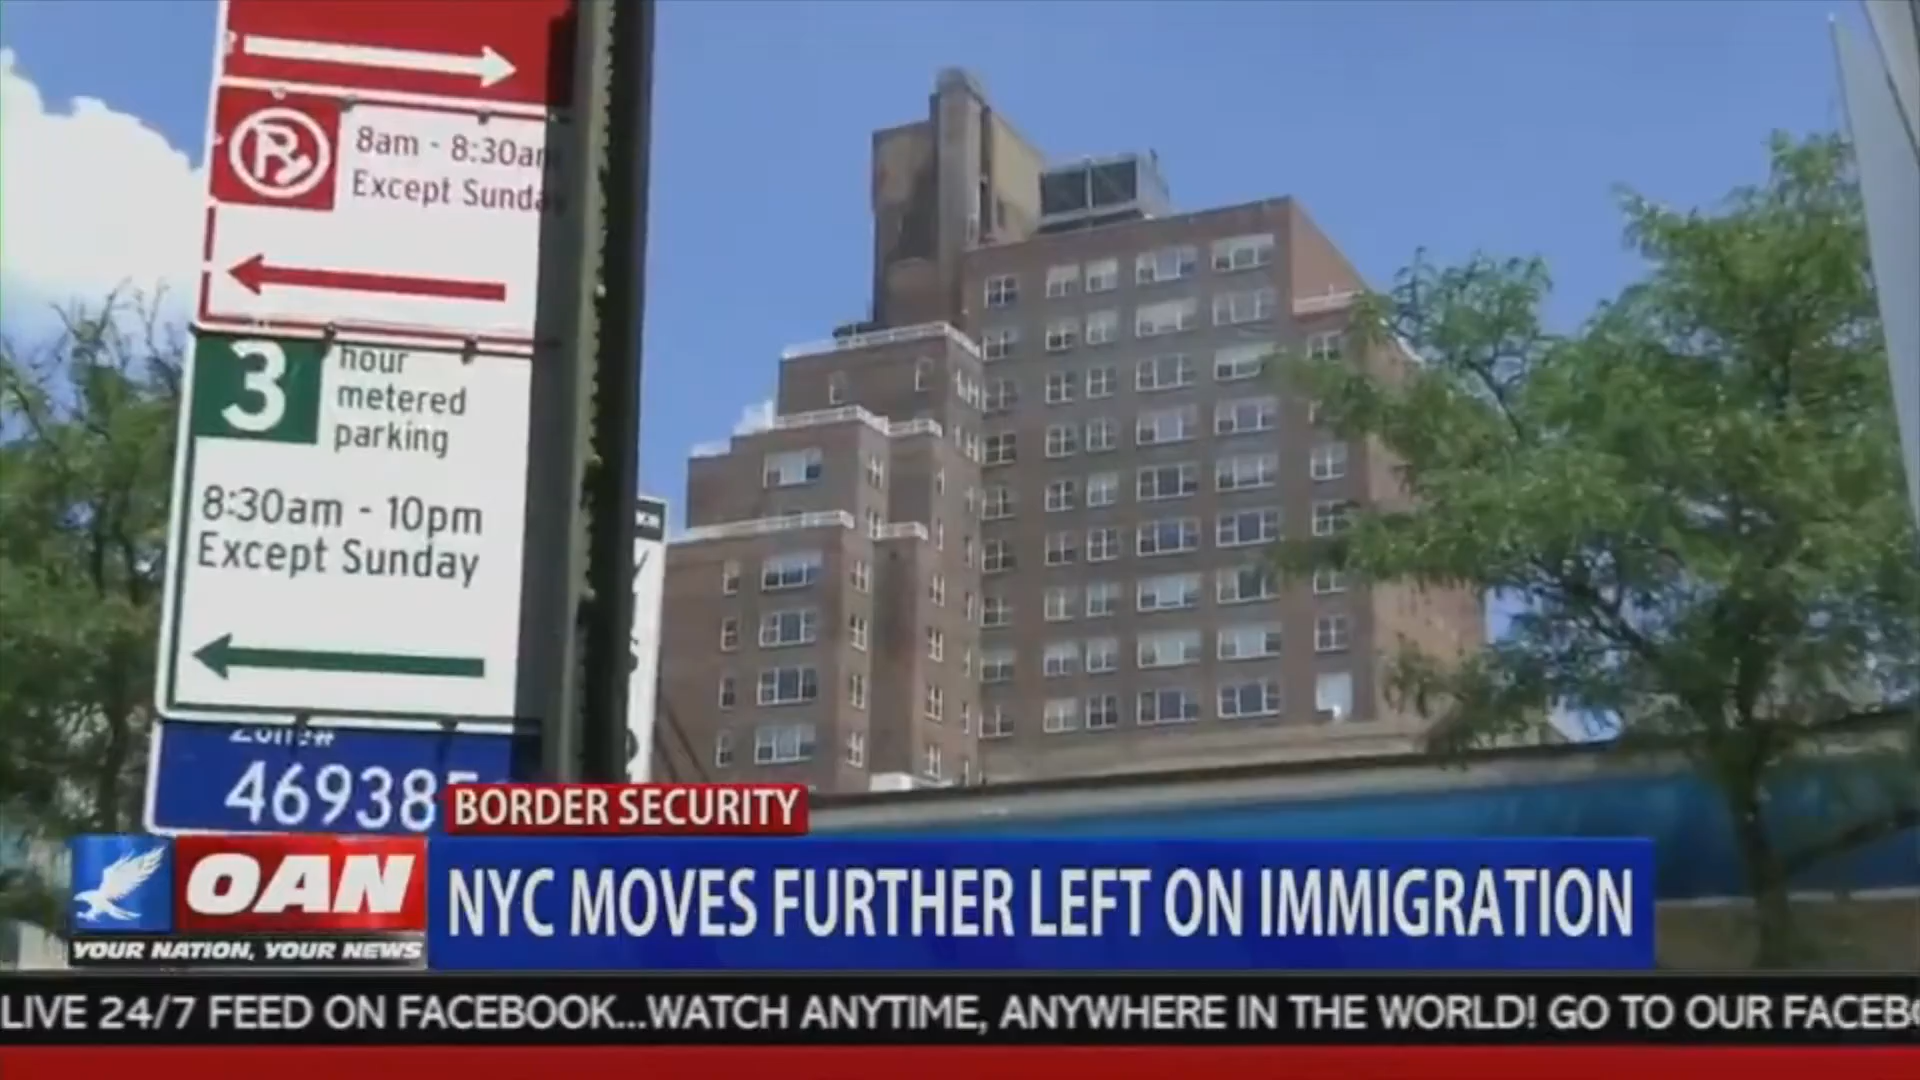 8am - 8:30am
Except Sunday
3 hour
metered
parking
8:30am - 10pm
Except Sunday
Zone#
46938
BORDER SECURITY
OAN
YOUR NATION, YOUR NEWS
NYC MOVES FURTHER LEFT ON IMMIGRATION
LIVE 24/7 FEED ON FACEBOOK...WATCH ANYTIME, ANYWHERE IN THE WORLD! GO TO OUR FACEB